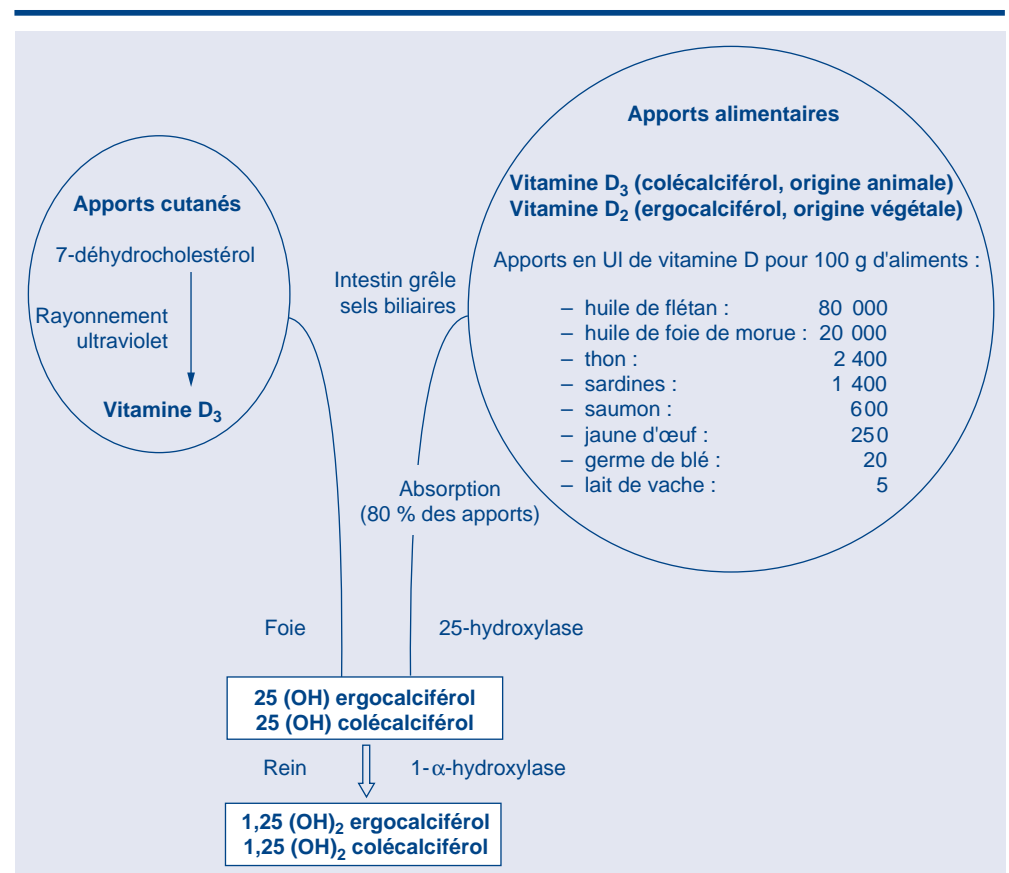 Apports cutanés
7-déhydrocholestérol
Rayonnement
ultraviolet
Vitamine D₃
Apports alimentaires
Vitamine D₃ (colécalciférol, origine animale)
Vitamine D₂ (ergocalciférol, origine végétale)
Apports en UI de vitamine D pour 100 g d'aliments :
– huile de flétan : 80 000
– huile de foie de morue : 20 000
– thon : 2 400
– sardines : 1 400
– saumon : 600
– jaune d'œuf : 250
– germe de blé : 20
– lait de vache : 5
Intestin grêle
sels biliaires
Absorption
(80 % des apports)
Foie 25-hydroxylase
25 (OH) ergocalciférol
25 (OH) colécalciférol
Rein 1-α-hydroxylase
1,25 (OH)₂ ergocalciférol
1,25 (OH)₂ colécalciférol